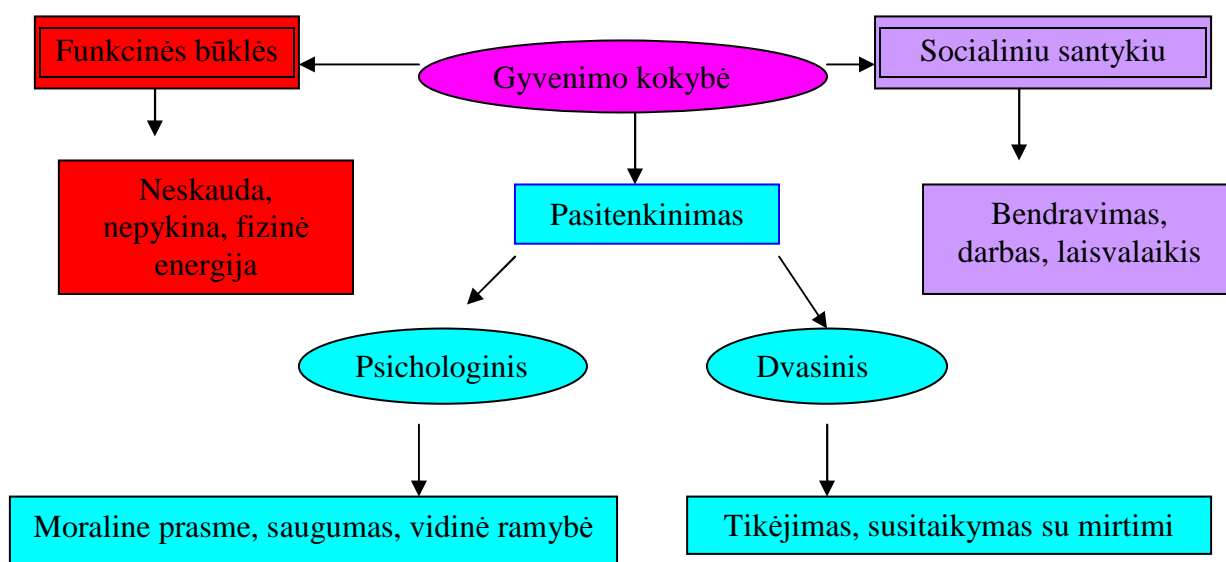 Funkcinės būklės
Gyvenimo kokybė
Socialiniu santykiu
Neskauda,
nepykina, fizinė
energija
Pasitenkinimas
Bendravimas,
darbas, laisvalaikis
Psichologinis
Dvasinis
Moraline prasme, saugumas, vidinė ramybė
Tikėjimas, susitaikymas su mirtimi